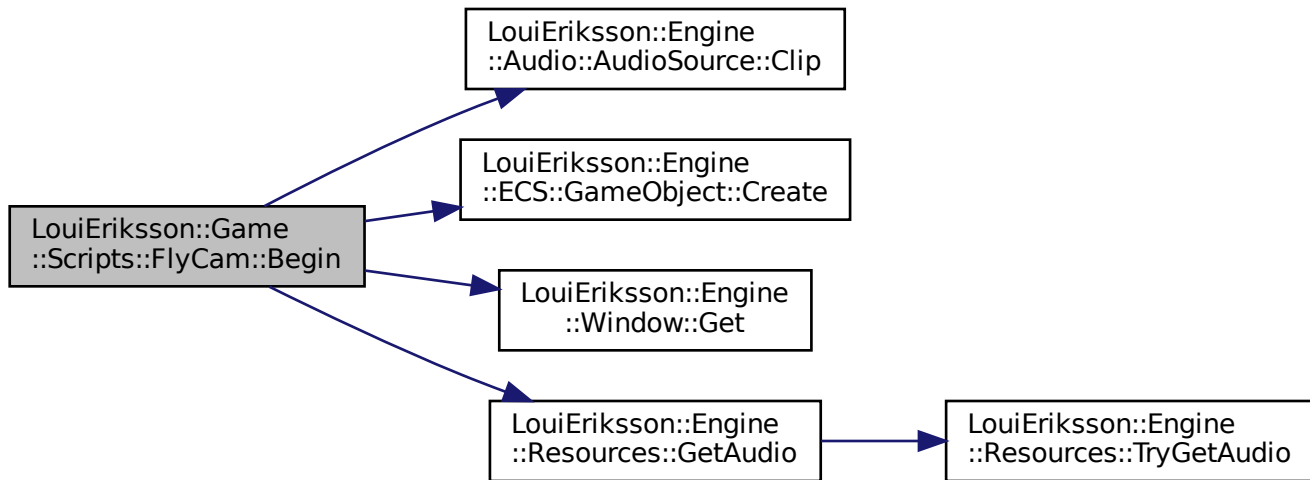 LouiEriksson::Engine
::Audio::AudioSource::Clip
LouiEriksson::Engine
::ECS::GameObject::Create
LouiEriksson::Game
::Scripts::FlyCam::Begin
LouiEriksson::Engine
::Window::Get
LouiEriksson::Engine
::Resources::GetAudio
LouiEriksson::Engine
::Resources::TryGetAudio